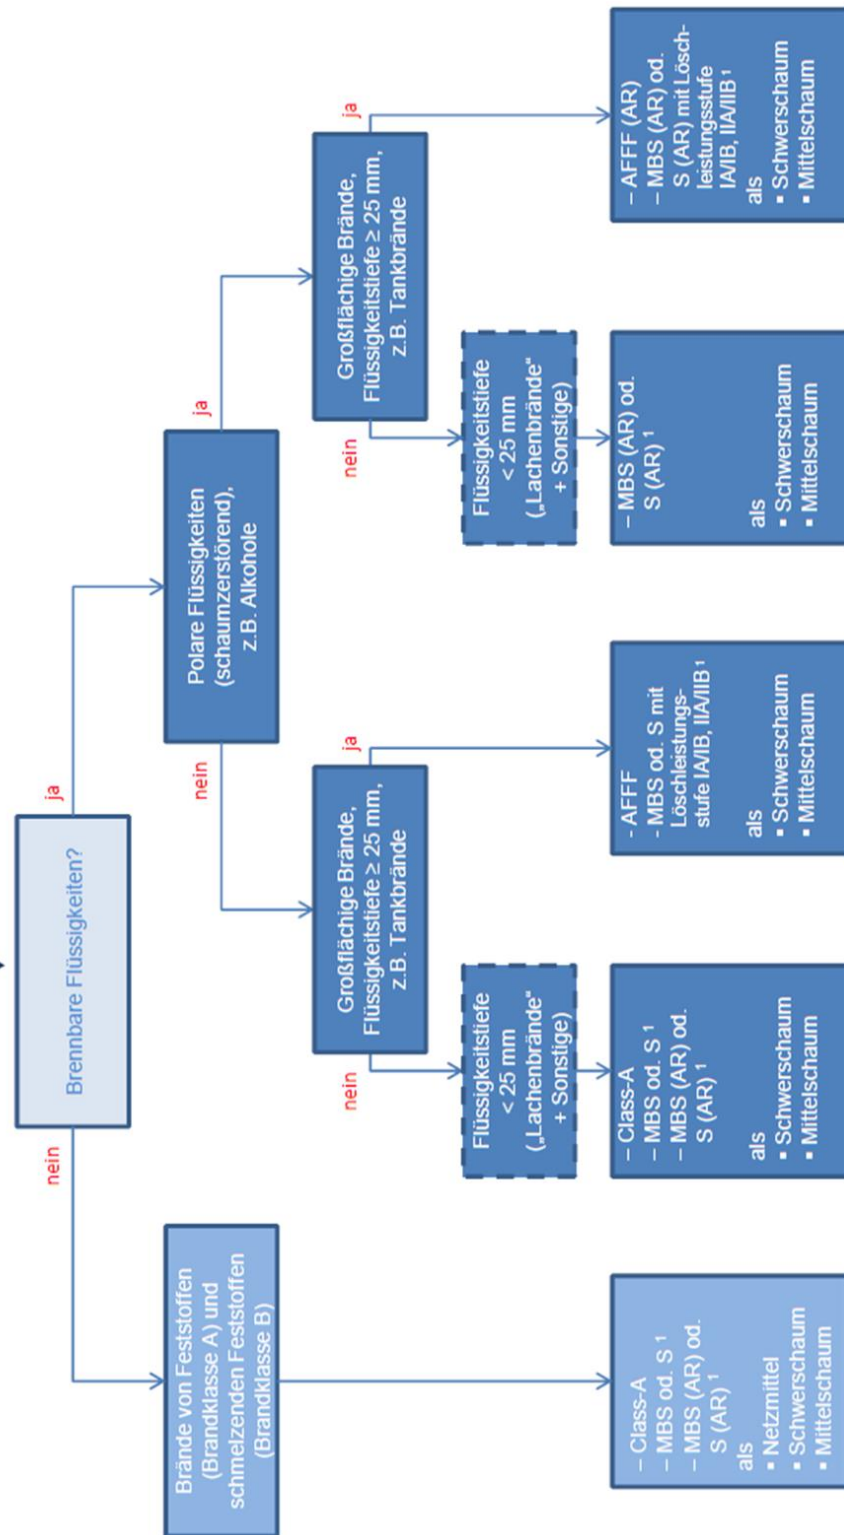 Brennbare Flüssigkeiten?
nein
ja
Brände von Feststoffen
(Brandklasse A) und
schmelzenden Feststoffen
(Brandklasse B)
Polare Flüssigkeiten
(schaumzerstörend),
z.B. Alkohole
nein
ja
Großflächige Brände,
Flüssigkeitstiefe ≥ 25 mm,
z.B. Tankbrände
nein
ja
Großflächige Brände,
Flüssigkeitstiefe ≥ 25 mm,
z.B. Tankbrände
nein
ja
Flüssigkeitstiefe
< 25 mm
(„Lachenbrände“
+ Sonstige)
Flüssigkeitstiefe
< 25 mm
(„Lachenbrände“
+ Sonstige)
– Class-A
– MBS od. S ¹
– MBS (AR) od.
S (AR) ¹
als
▪ Netzmittel
▪ Schwerschaum
▪ Mittelschaum
– Class-A
– MBS od. S ¹
– MBS (AR) od.
S (AR) ¹
als
▪ Schwerschaum
▪ Mittelschaum
- AFFF
- MBS od. S mit
Löschleistungs-
stufe IA/IB, IIA/IIB ¹
als
▪ Schwerschaum
▪ Mittelschaum
– MBS (AR) od.
S (AR) ¹
als
▪ Schwerschaum
▪ Mittelschaum
– AFFF (AR)
– MBS (AR) od.
S (AR) mit Lösch-
leistungsstufe
IA/IB, IIA/IIB ¹
als
▪ Schwerschaum
▪ Mittelschaum